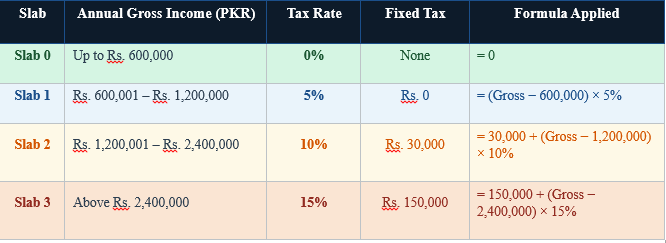 Slab Annual Gross Income (PKR) Tax Rate Fixed Tax Formula Applied
Slab 0 Up to Rs. 600,000 0% None = 0
Slab 1 Rs. 600,001 – Rs. 1,200,000 5% Rs. 0 = (Gross – 600,000) × 5%
Slab 2 Rs. 1,200,001 – Rs. 2,400,000 10% Rs. 30,000 = 30,000 + (Gross – 1,200,000)
× 10%
Slab 3 Above Rs. 2,400,000 15% Rs. 150,000 = 150,000 + (Gross –
2,400,000) × 15%